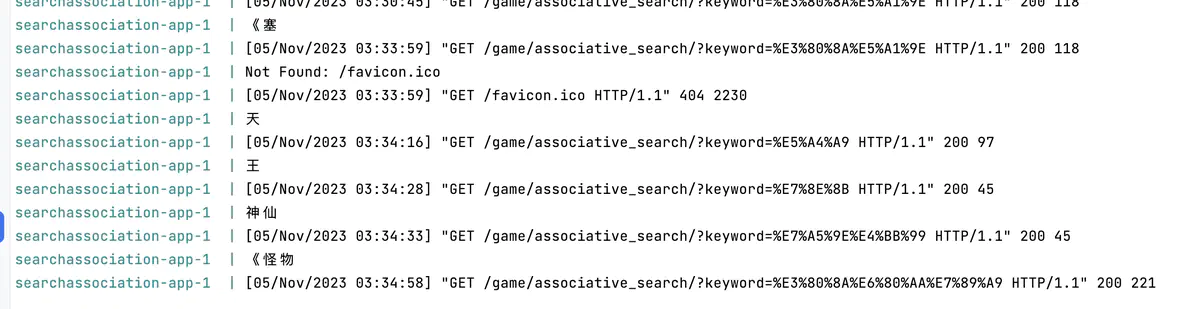 searchassociation-app-1 | [05/Nov/2023 03:30:45] "GET /game/associative_search/?keyword=%E3%80%8A%E5%A1%9E HTTP/1.1" 200 118
searchassociation-app-1 | 《塞
searchassociation-app-1 | [05/Nov/2023 03:33:59] "GET /game/associative_search/?keyword=%E3%80%8A%E5%A1%9E HTTP/1.1" 200 118
searchassociation-app-1 | Not Found: /favicon.ico
searchassociation-app-1 | [05/Nov/2023 03:33:59] "GET /favicon.ico HTTP/1.1" 404 2230
searchassociation-app-1 | 天
searchassociation-app-1 | [05/Nov/2023 03:34:16] "GET /game/associative_search/?keyword=%E5%A4%A9 HTTP/1.1" 200 97
searchassociation-app-1 | 王
searchassociation-app-1 | [05/Nov/2023 03:34:28] "GET /game/associative_search/?keyword=%E7%8E%8B HTTP/1.1" 200 45
searchassociation-app-1 | 神仙
searchassociation-app-1 | [05/Nov/2023 03:34:33] "GET /game/associative_search/?keyword=%E7%A5%9E%E4%BB%99 HTTP/1.1" 200 45
searchassociation-app-1 | 《怪物
searchassociation-app-1 | [05/Nov/2023 03:34:58] "GET /game/associative_search/?keyword=%E3%80%8A%E6%80%AA%E7%89%A9 HTTP/1.1" 200 221